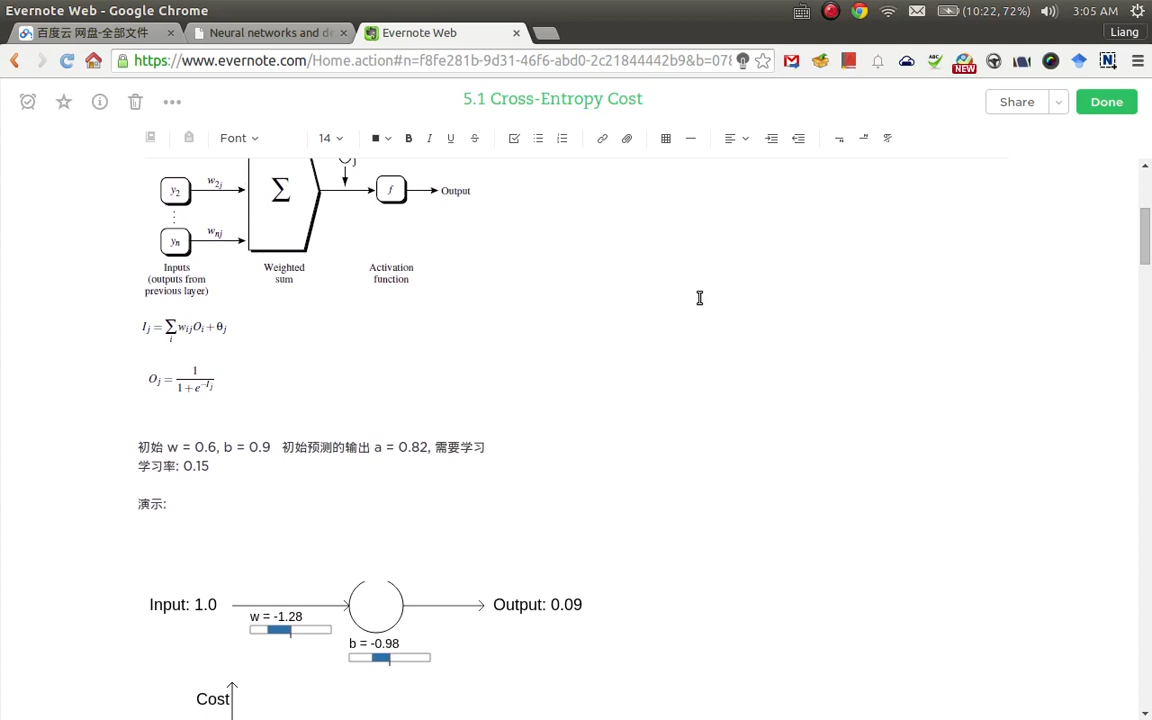 Evernote Web - Google Chrome
(10:22, 72%)
3:05 AM
百度云 网盘-全部文件
Neural networks and de
Evernote Web
Liang
https://www.evernote.com/Home.action#n=f8fe281b-9d31-46f6-abd0-2c21844442b9&b=078
NEW
5.1 Cross-Entropy Cost
Share
Done
Font
14
B I U S
y2
w2j
Σ
f
Output
yn
wnj
Inputs
(outputs from
previous layer)
Weighted
sum
Activation
function
Ij = Σi wij Oi + θj
Oj = 1 / (1 + e^−Ij)
初始 w = 0.6, b = 0.9 初始预测的输出 a = 0.82, 需要学习
学习率: 0.15
演示:
Input: 1.0
w = -1.28
Output: 0.09
b = -0.98
Cost